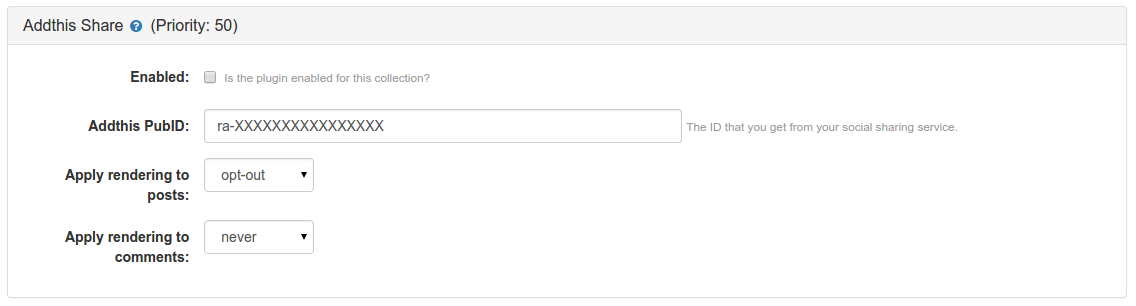 Addthis Share ? (Priority: 50)
Enabled: Is the plugin enabled for this collection?
Addthis PubID: ra-XXXXXXXXXXXXXXXX The ID that you get from your social sharing service.
Apply rendering to opt-out
posts:
Apply rendering to never
comments: